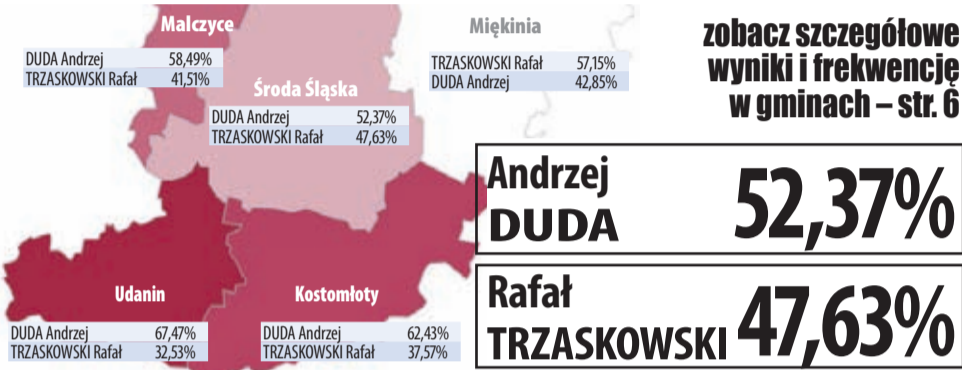 Malczyce
DUDA Andrzej 58,49%
TRZASKOWSKI Rafał 41,51%
Miękinia
TRZASKOWSKI Rafał 57,15%
DUDA Andrzej 42,85%
Środa Śląska
DUDA Andrzej 52,37%
TRZASKOWSKI Rafał 47,63%
Udanin
DUDA Andrzej 67,47%
TRZASKOWSKI Rafał 32,53%
Kostomłoty
DUDA Andrzej 62,43%
TRZASKOWSKI Rafał 37,57%
zobacz szczegółowe
wyniki i frekwencję
w gminach – str. 6
Andrzej
DUDA 52,37%
Rafał
TRZASKOWSKI 47,63%